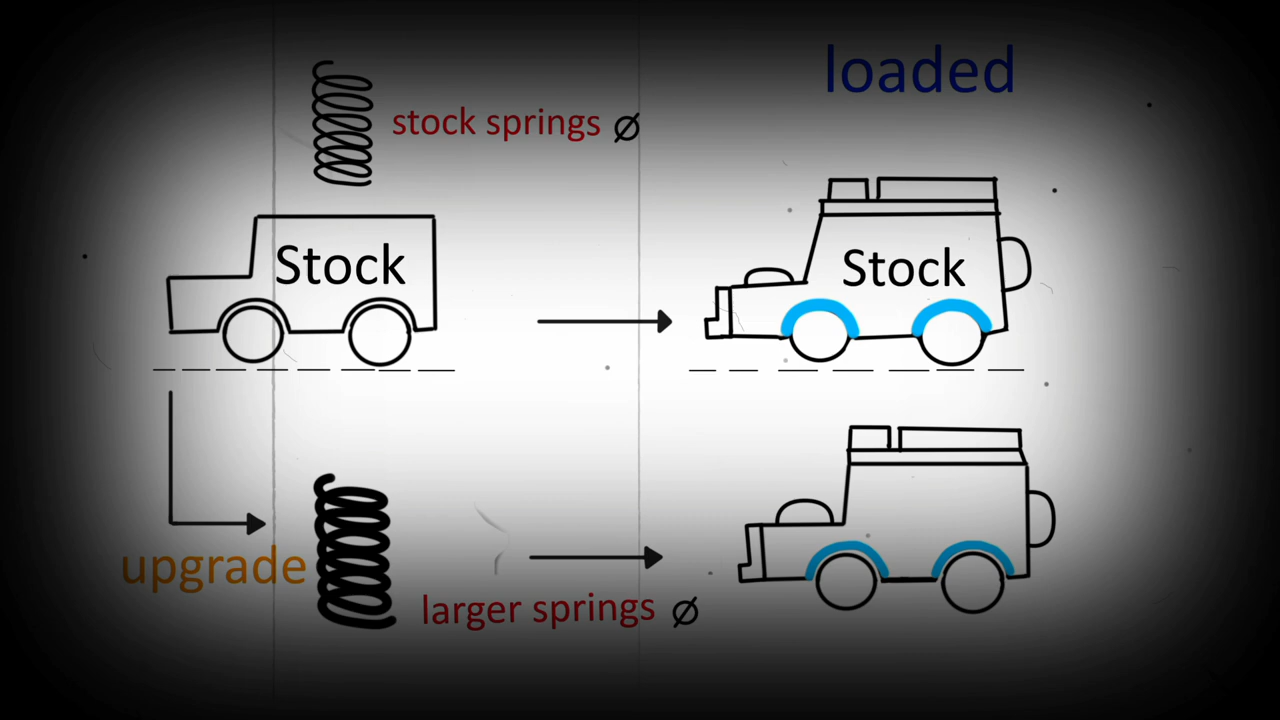 loaded
stock springs ø
Stock
Stock
upgrade
larger springs ø